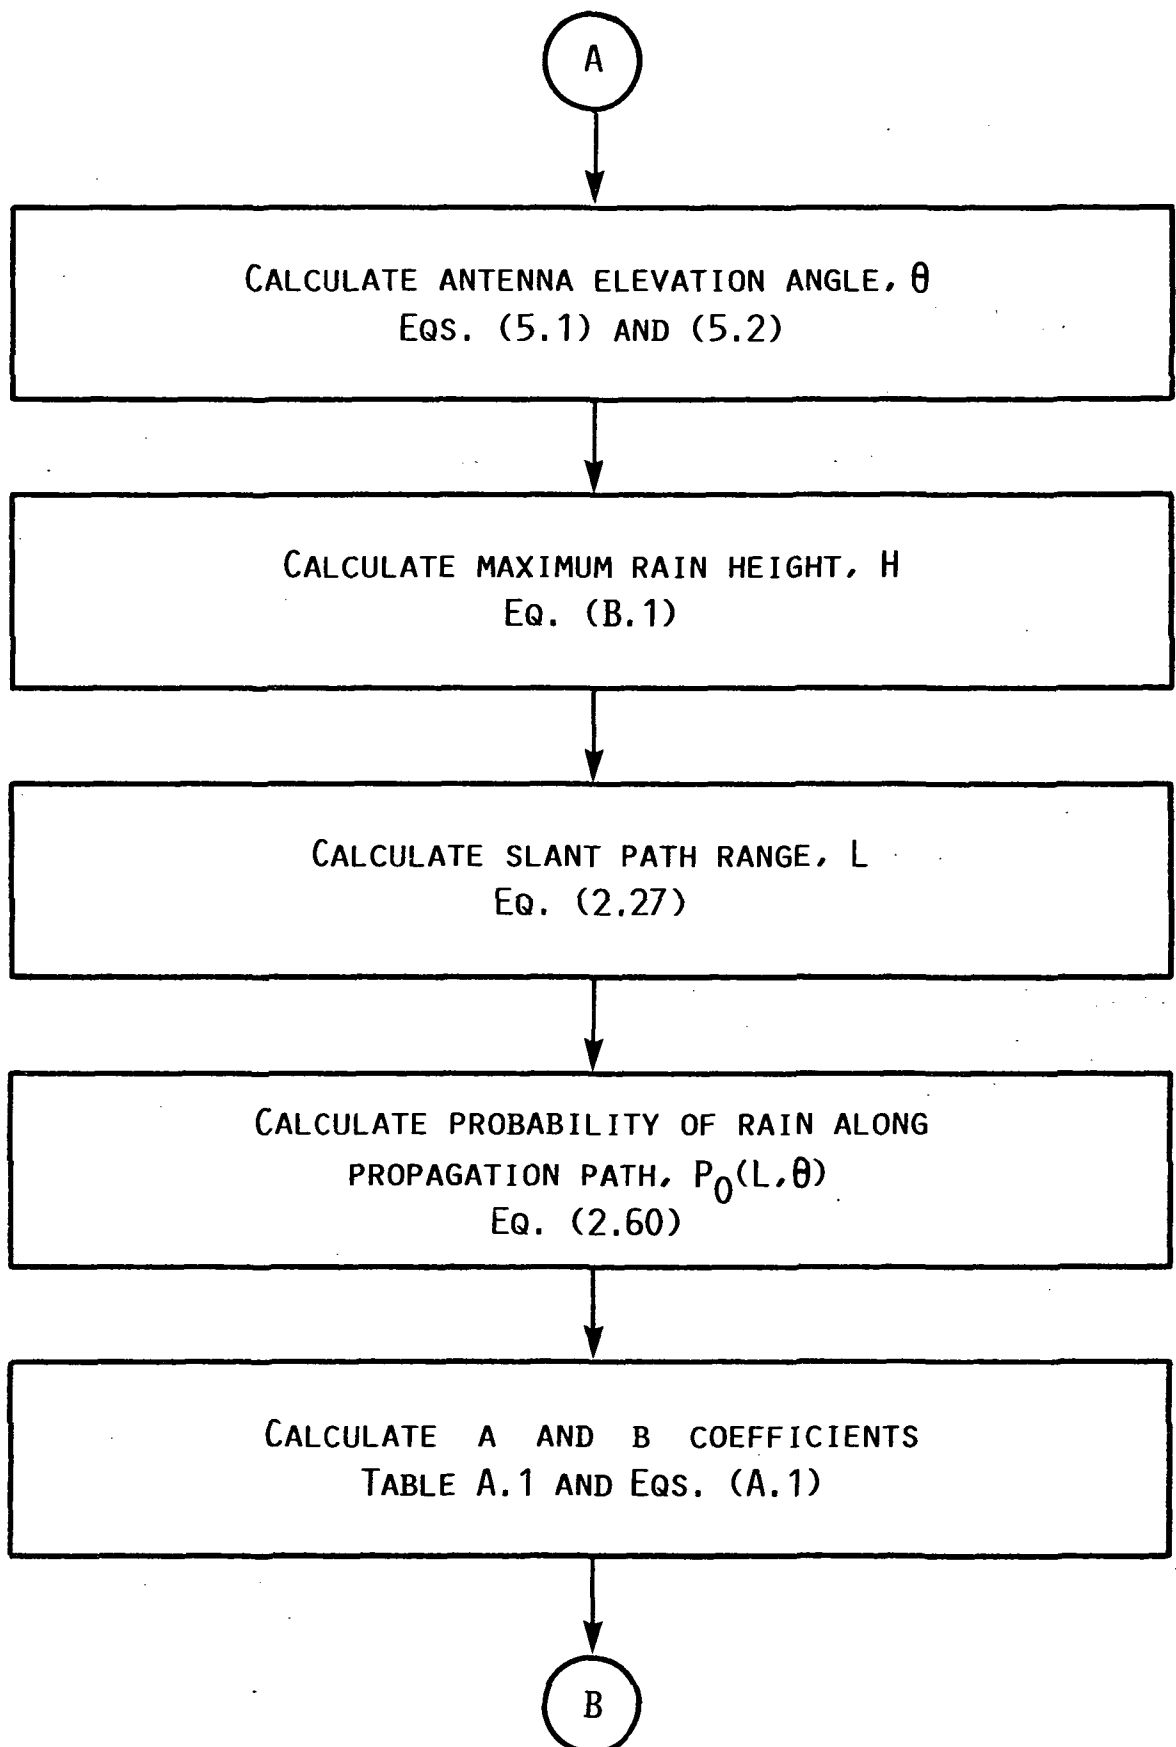 A
CALCULATE ANTENNA ELEVATION ANGLE, θ
EQS. (5.1) AND (5.2)
CALCULATE MAXIMUM RAIN HEIGHT, H
EQ. (B.1)
CALCULATE SLANT PATH RANGE, L
EQ. (2.27)
CALCULATE PROBABILITY OF RAIN ALONG
PROPAGATION PATH, P₀(L,θ)
EQ. (2.60)
CALCULATE A AND B COEFFICIENTS
TABLE A.1 AND EQS. (A.1)
B